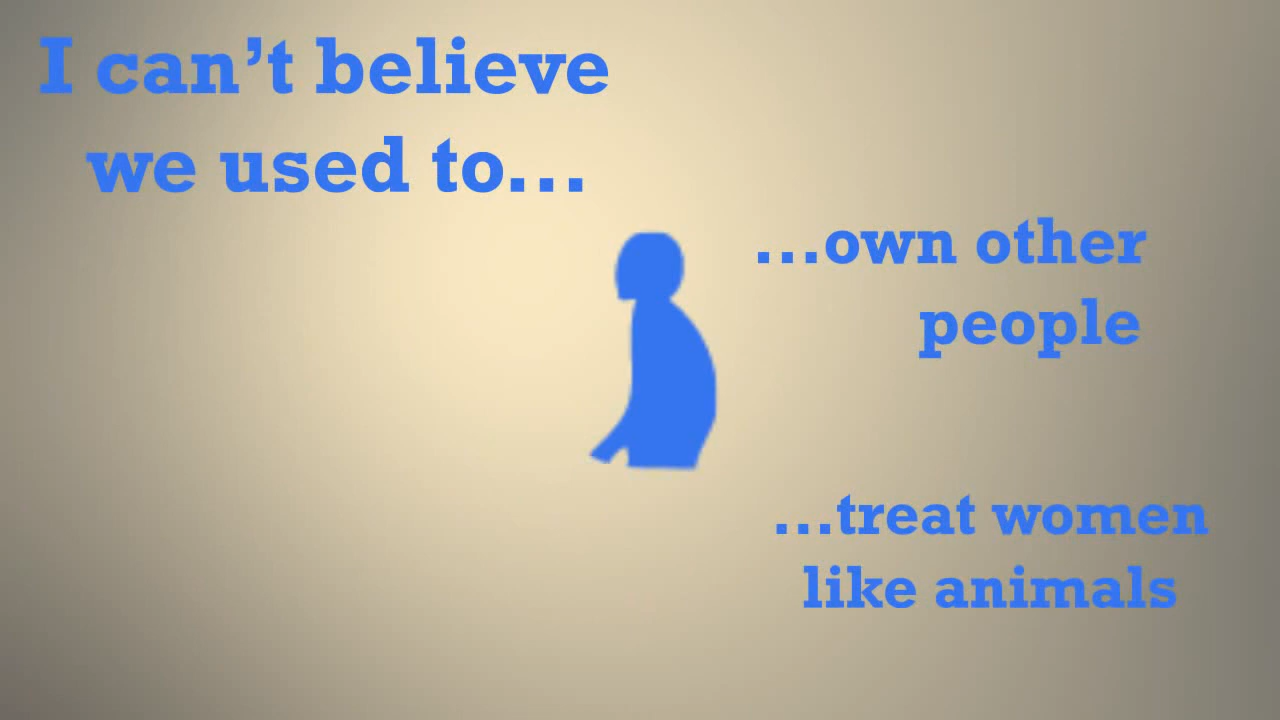 I can’t believe
we used to...
...own other
people
...treat women
like animals